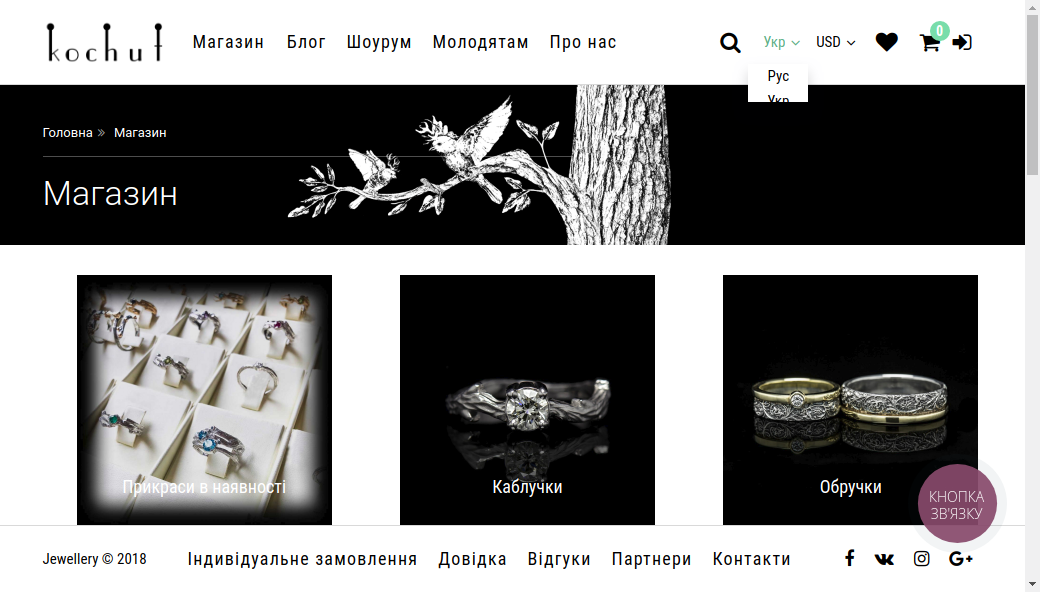 kochut
Магазин Блог Шоурум Молодятам Про нас
Укр USD 0
Рус
Укр
Головна » Магазин
Магазин
Прикраси в наявності
Каблучки
Обручки
КНОПКА
ЗВ'ЯЗКУ
Jewellery © 2018 Індивідуальне замовлення Довідка Відгуки Партнери Контакти